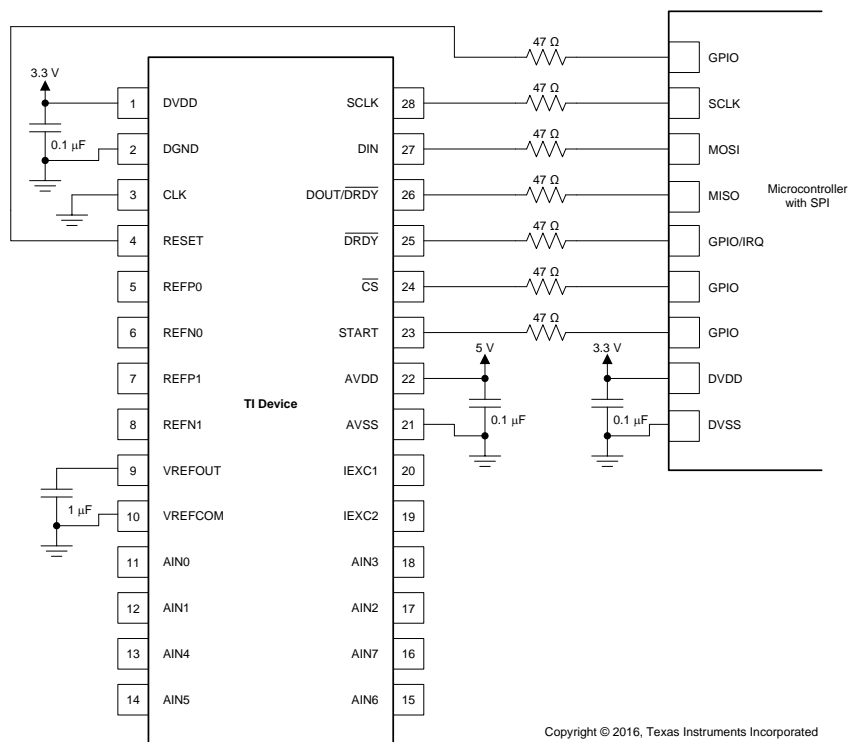 47 Ω
GPIO
3.3 V
47 Ω
1 DVDD SCLK 28
SCLK
0.1 μF
47 Ω
2 DGND DIN 27
MOSI
47 Ω
3 CLK DOUT/DRDY 26
MISO
Microcontroller
with SPI
47 Ω
4 RESET DRDY 25
GPIO/IRQ
47 Ω
5 REFP0 CS 24
GPIO
47 Ω
6 REFN0 START 23
GPIO
5 V
3.3 V
7 REFP1 AVDD 22
DVDD
TI Device
0.1 μF
0.1 μF
8 REFN1 AVSS 21
DVSS
9 VREFOUT IEXC1 20
1 μF
10 VREFCOM IEXC2 19
11 AIN0 AIN3 18
12 AIN1 AIN2 17
13 AIN4 AIN7 16
14 AIN5 AIN6 15
Copyright © 2016, Texas Instruments Incorporated